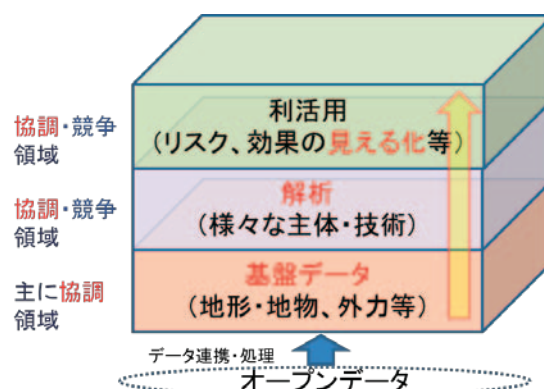 協調・競争
領域
利活用
(リスク、効果の見える化等)
協調・競争
領域
解析
(様々な主体・技術)
主に協調
領域
基盤データ
(地形・地物、外力等)
データ連携・処理
オープンデータ